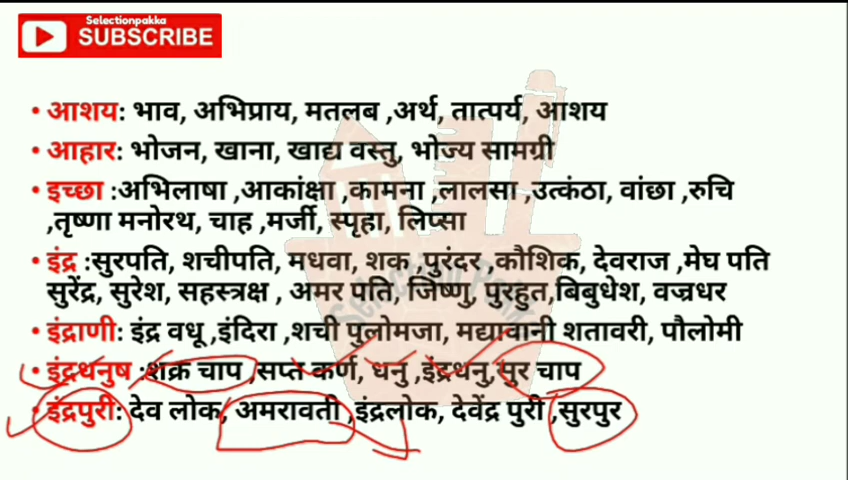 Selectionpakka
SUBSCRIBE
• आशय: भाव, अभिप्राय, मतलब ,अर्थ, तात्पर्य, आशय
• आहार: भोजन, खाना, खाद्य वस्तु, भोज्य सामग्री
• इच्छा :अभिलाषा ,आकांक्षा ,कामना ,लालसा ,उत्कंठा, वांछा ,रुचि
,तृष्णा मनोरथ, चाह ,मर्जी, स्पृहा, लिप्सा
• इंद्र :सुरपति, शचीपति, मधवा, शक, पुरंदर ,कौशिक, देवराज ,मेघ पति
सुरेंद्र, सुरेश, सहस्त्रक्ष , अमर पति, जिष्णु, पुरहुत,बिबुधेश, वज्रधर
• इंद्राणी: इंद्र वधू ,इंदिरा ,शची पुलोमजा, मद्यावानी शतावरी, पौलोमी
• इंद्रधनुष :शक्र चाप ,सप्त कर्ण, धनु ,इंद्रधनु,सुर चाप
• इंद्रपुरी: देव लोक, अमरावती ,इंद्रलोक, देवेंद्र पुरी ,सुरपुर